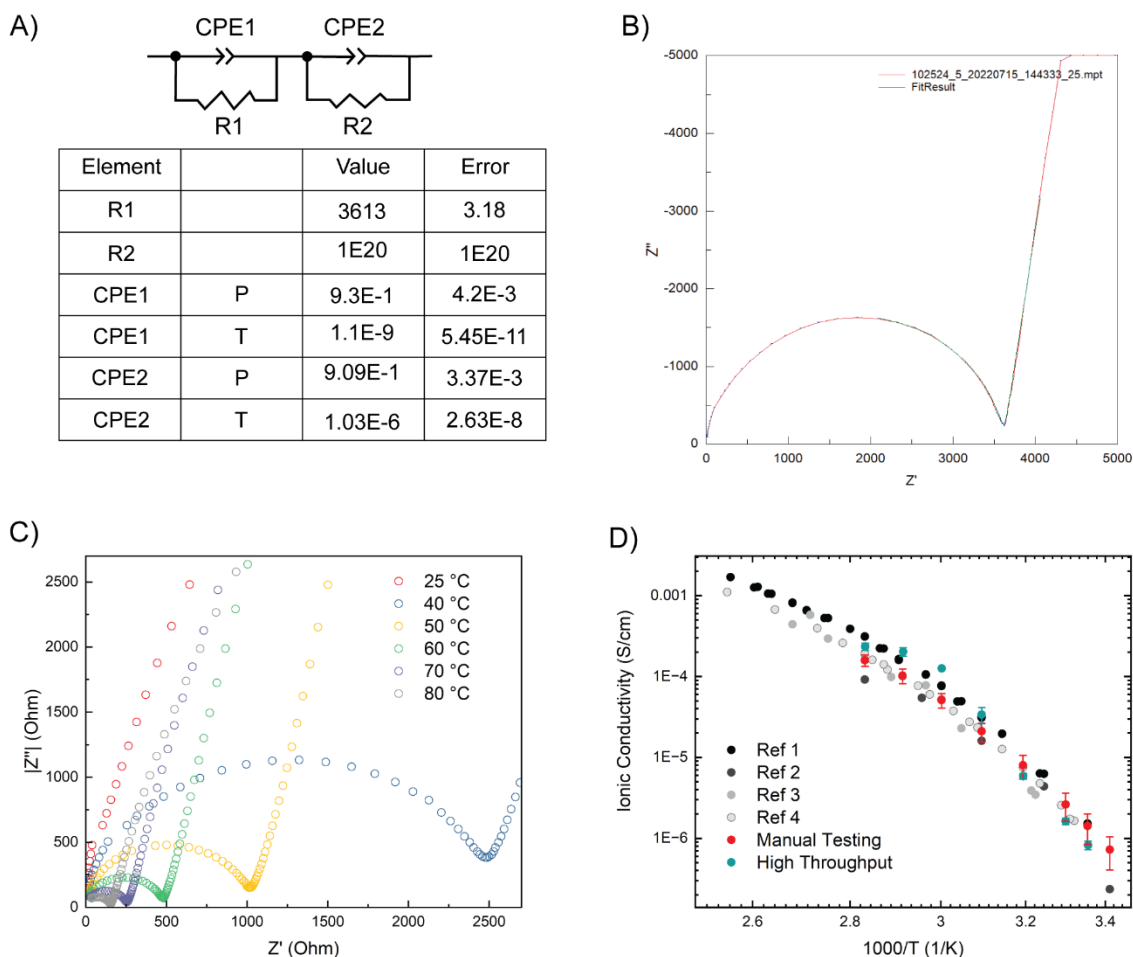 A)
CPE1 CPE2
R1 R2
Element Value Error
R1 3613 3.18
R2 1E20 1E20
CPE1 P 9.3E-1 4.2E-3
CPE1 T 1.1E-9 5.45E-11
CPE2 P 9.09E-1 3.37E-3
CPE2 T 1.03E-6 2.63E-8
B)
-5000
102524_5_20220715_144333_25.mpt
FitResult
-4000
-3000
Z''
-2000
-1000
0
0 1000 2000 3000 4000 5000
Z'
C)
2500
25 °C
40 °C
50 °C
60 °C
70 °C
80 °C
2000
|Z''| (Ohm)
1500
1000
500
0
0 500 1000 1500 2000 2500
Z' (Ohm)
D)
Ionic Conductivity (S/cm)
0.001
1E-4
1E-5
1E-6
Ref 1
Ref 2
Ref 3
Ref 4
Manual Testing
High Throughput
2.6 2.8 3 3.2 3.4
1000/T (1/K)